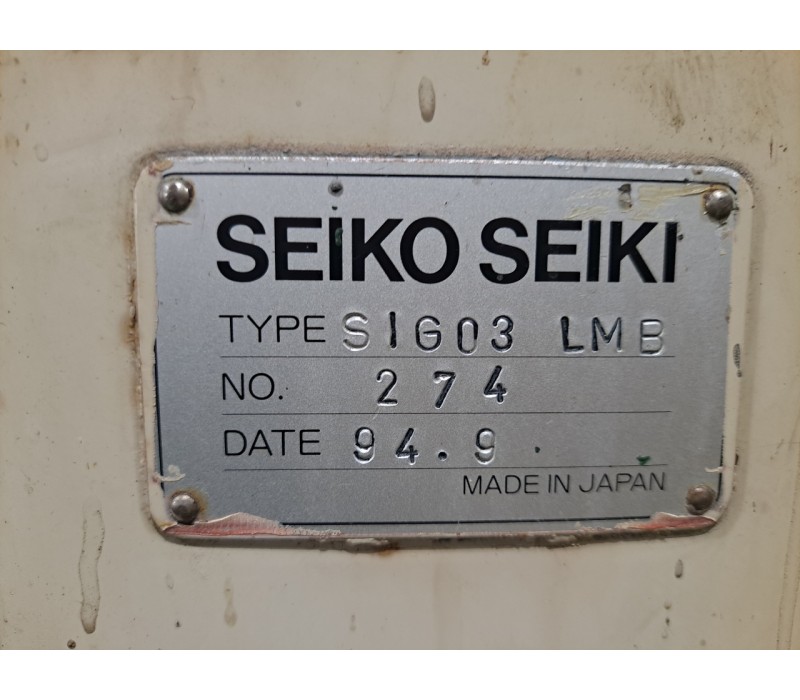 SEIKO SEIKI
TYPE SIG03 LMB
NO. 274
DATE 94.9.
MADE IN JAPAN